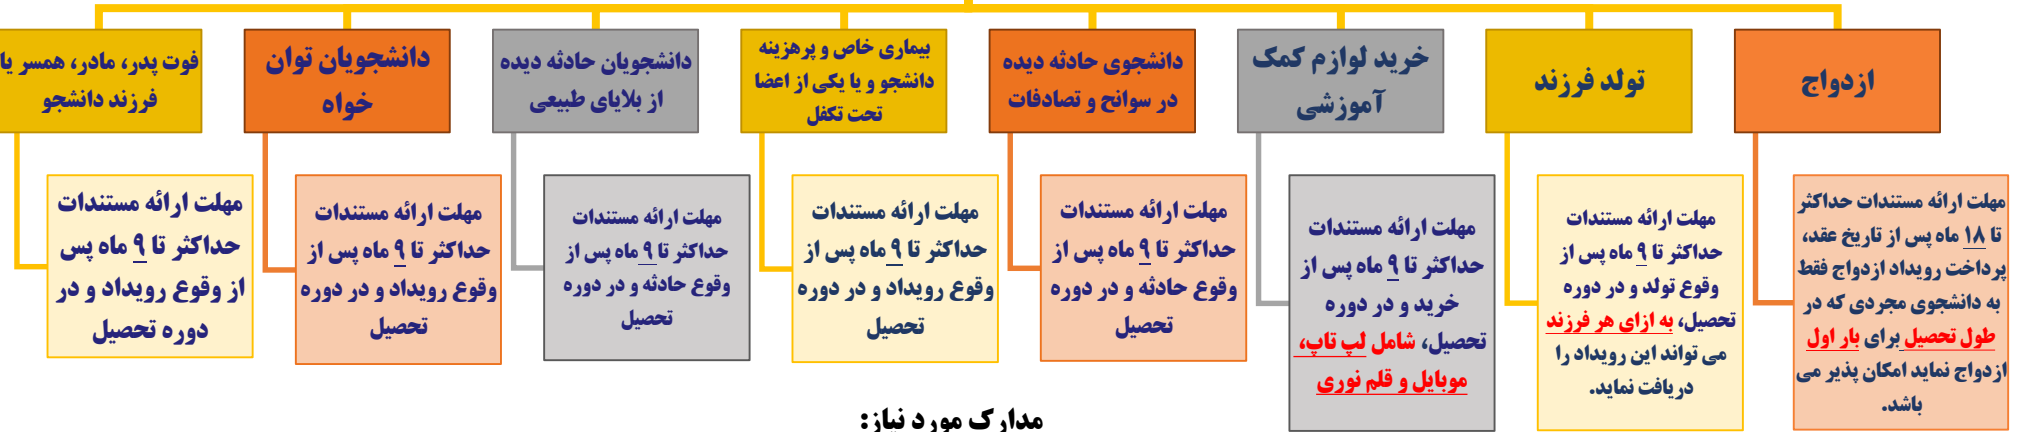 ازدواج
تولد فرزند
خرید لوازم کمک
آموزشی
دانشجوی حادثه دیده
در سوانح و تصادفات
بیماری خاص و پرهزینه
دانشجو و یا یکی از اعضا
تحت تکفل
دانشجویان حادثه دیده
از بلایای طبیعی
دانشجویان توان
خواه
فوت پدر، مادر، همسر یا
فرزند دانشجو
مهلت ارائه مستندات حداکثر
تا ۱۸ ماه پس از تاریخ عقد،
پرداخت رویداد ازدواج فقط
به دانشجوی مجردی که در
طول تحصیل برای بار اول
ازدواج نماید امکان پذیر می
باشد.
مهلت ارائه مستندات
حداکثر تا ۹ ماه پس از
وقوع تولد و در دوره
تحصیل، به ازای هر فرزند
می تواند این رویداد را
دریافت نماید.
مهلت ارائه مستندات
حداکثر تا ۹ ماه پس از
خرید و در دوره
تحصیل، شامل لپ تاپ،
موبایل و قلم نوری
مهلت ارائه مستندات
حداکثر تا ۹ ماه پس از
وقوع حادثه و در دوره
تحصیل
مهلت ارائه مستندات
حداکثر تا ۹ ماه پس از
وقوع رویداد و در دوره
تحصیل
مهلت ارائه مستندات
حداکثر تا ۹ ماه پس از
وقوع حادثه و در دوره
تحصیل
مهلت ارائه مستندات
حداکثر تا ۹ ماه پس از
وقوع رویداد و در دوره
تحصیل
مهلت ارائه مستندات
حداکثر تا ۹ ماه پس
از وقوع رویداد و در
دوره تحصیل
مدارک مورد نیاز: